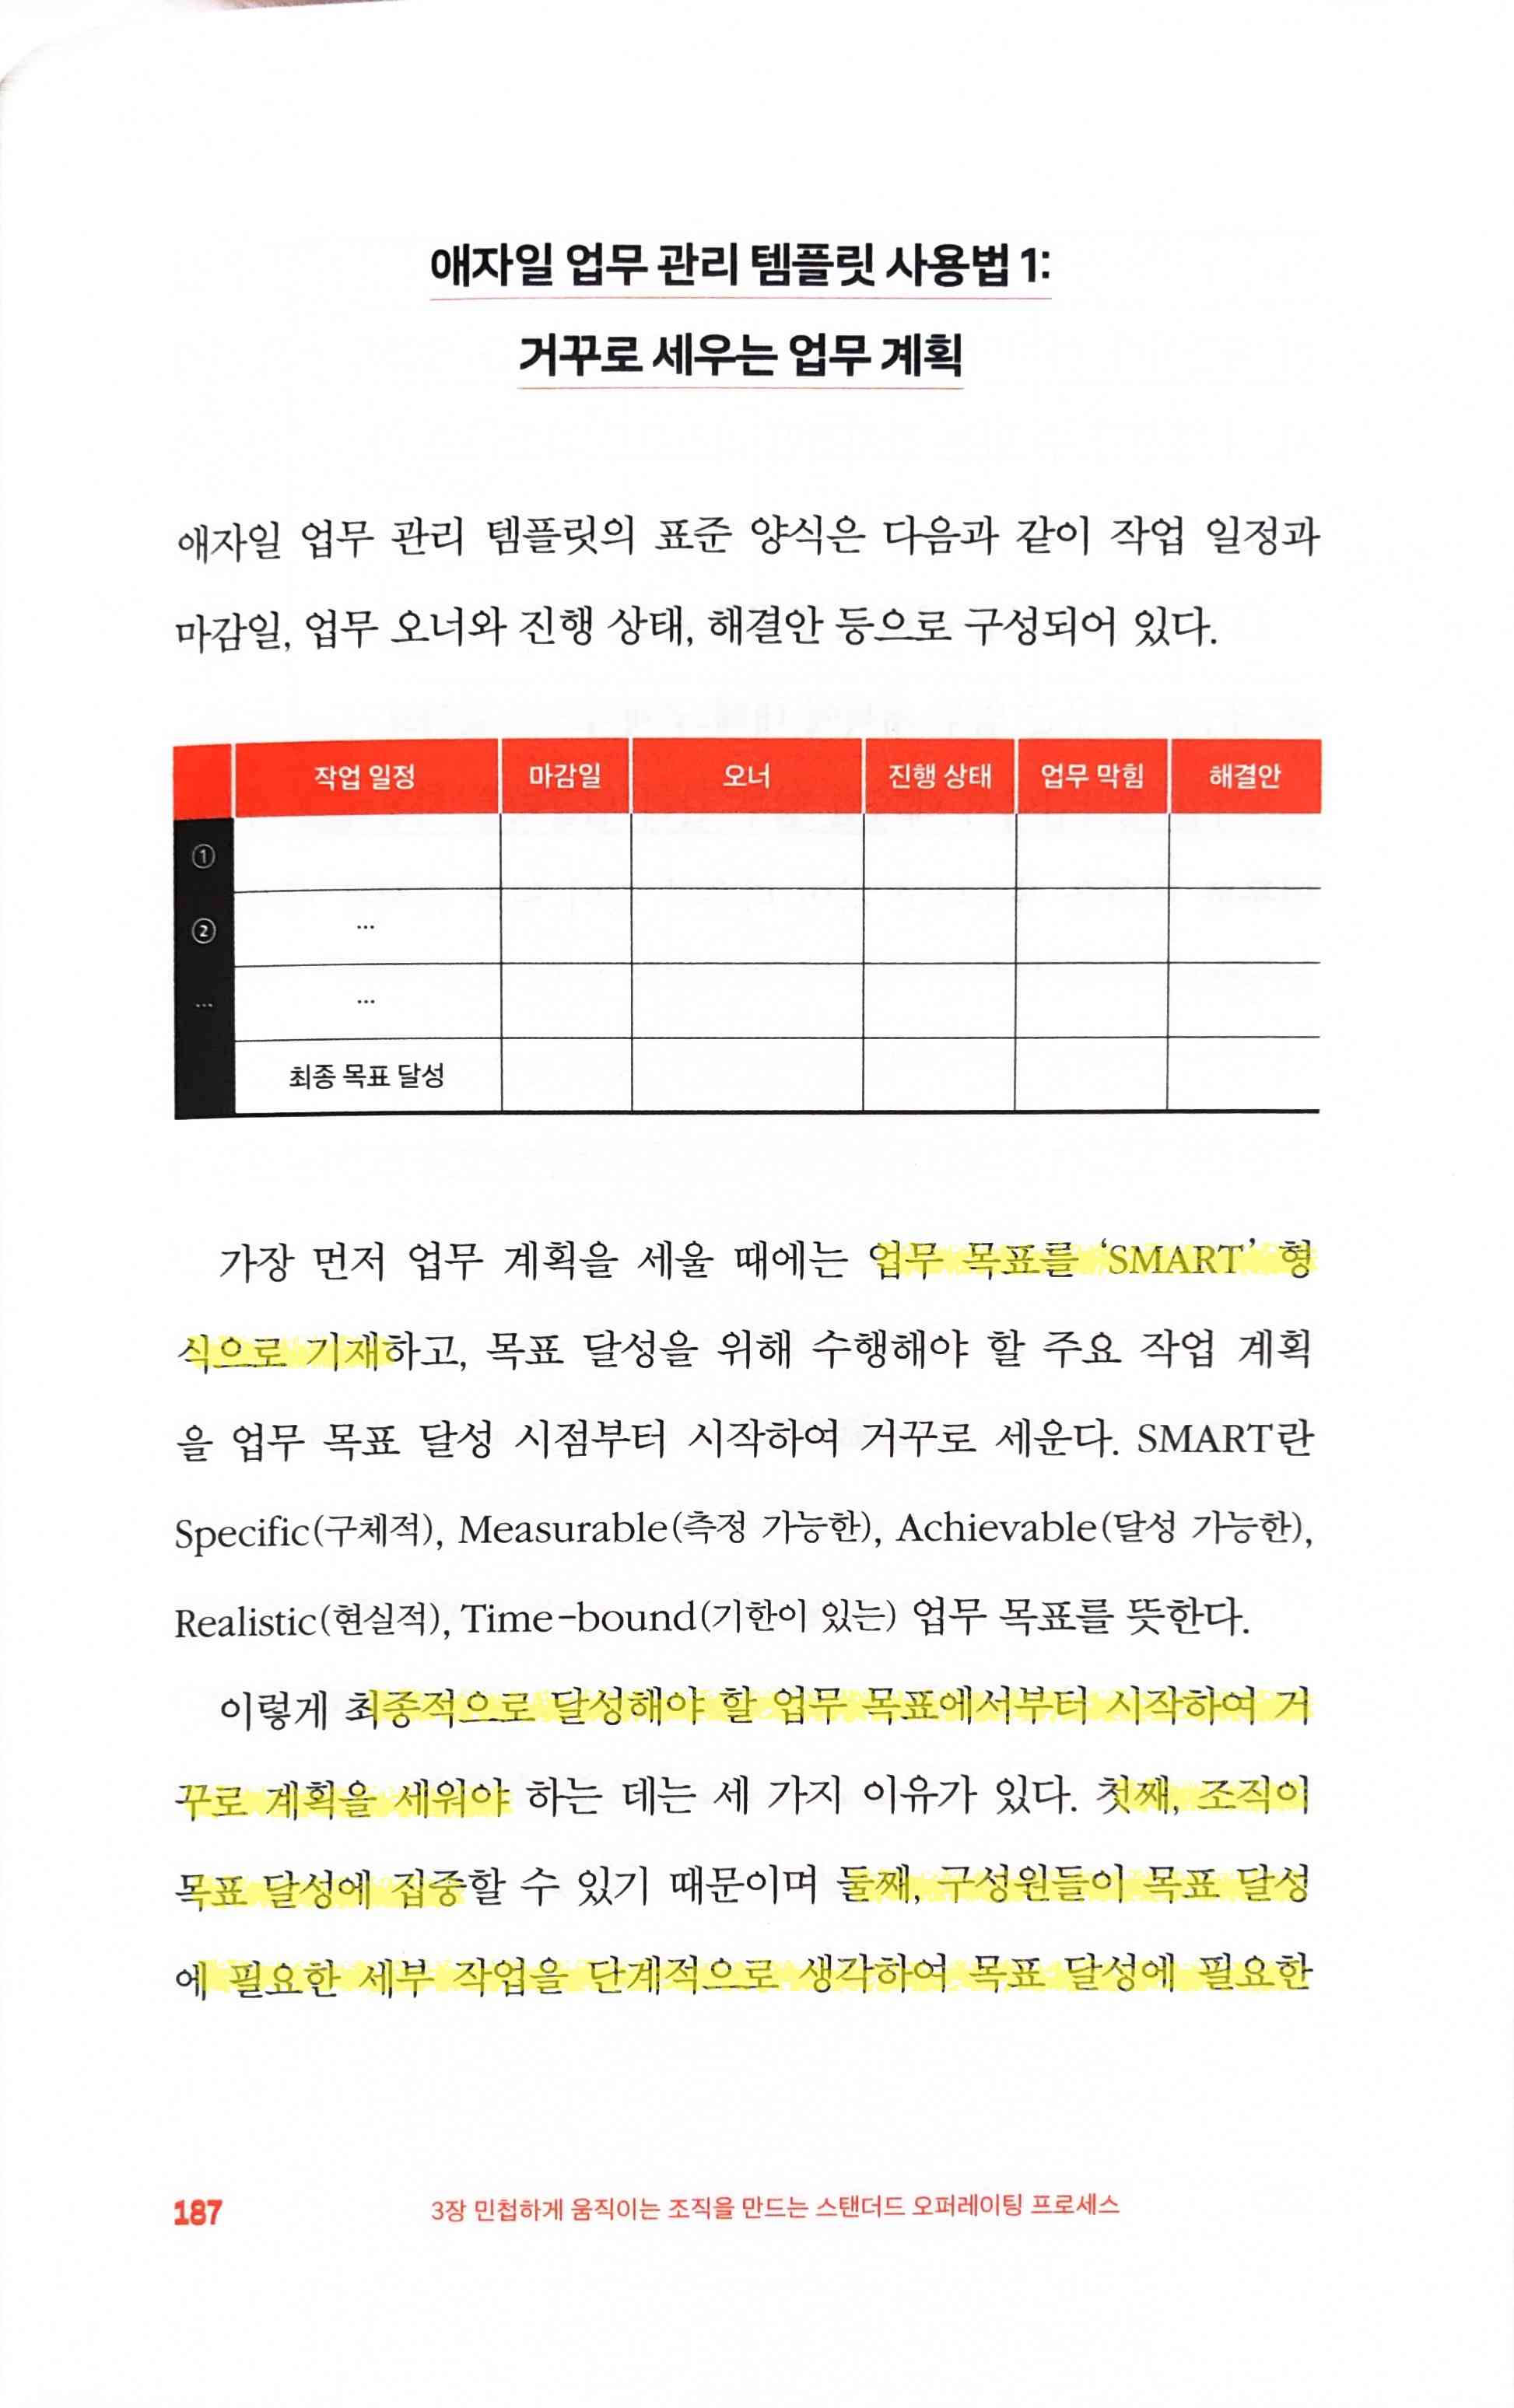 애자일 업무 관리 템플릿 사용법 1:
거꾸로 세우는 업무 계획
애자일 업무 관리 템플릿의 표준 양식은 다음과 같이 작업 일정과
마감일, 업무 오너와 진행 상태, 해결안 등으로 구성되어 있다.
작업 일정 마감일 오너 진행 상태 업무 막힘 해결안
①
② ...
... ...
최종 목표 달성
가장 먼저 업무 계획을 세울 때에는 업무 목표를 ‘SMART’ 형
식으로 기재하고, 목표 달성을 위해 수행해야 할 주요 작업 계획
을 업무 목표 달성 시점부터 시작하여 거꾸로 세운다. SMART란
Specific(구체적), Measurable(측정 가능한), Achievable(달성 가능한),
Realistic(현실적), Time-bound(기한이 있는) 업무 목표를 뜻한다.
이렇게 최종적으로 달성해야 할 업무 목표에서부터 시작하여 거
꾸로 계획을 세워야 하는 데는 세 가지 이유가 있다. 첫째, 조직이
목표 달성에 집중할 수 있기 때문이며 둘째, 구성원들이 목표 달성
에 필요한 세부 작업을 단계적으로 생각하여 목표 달성에 필요한
187 3장 민첩하게 움직이는 조직을 만드는 스탠더드 오퍼레이팅 프로세스